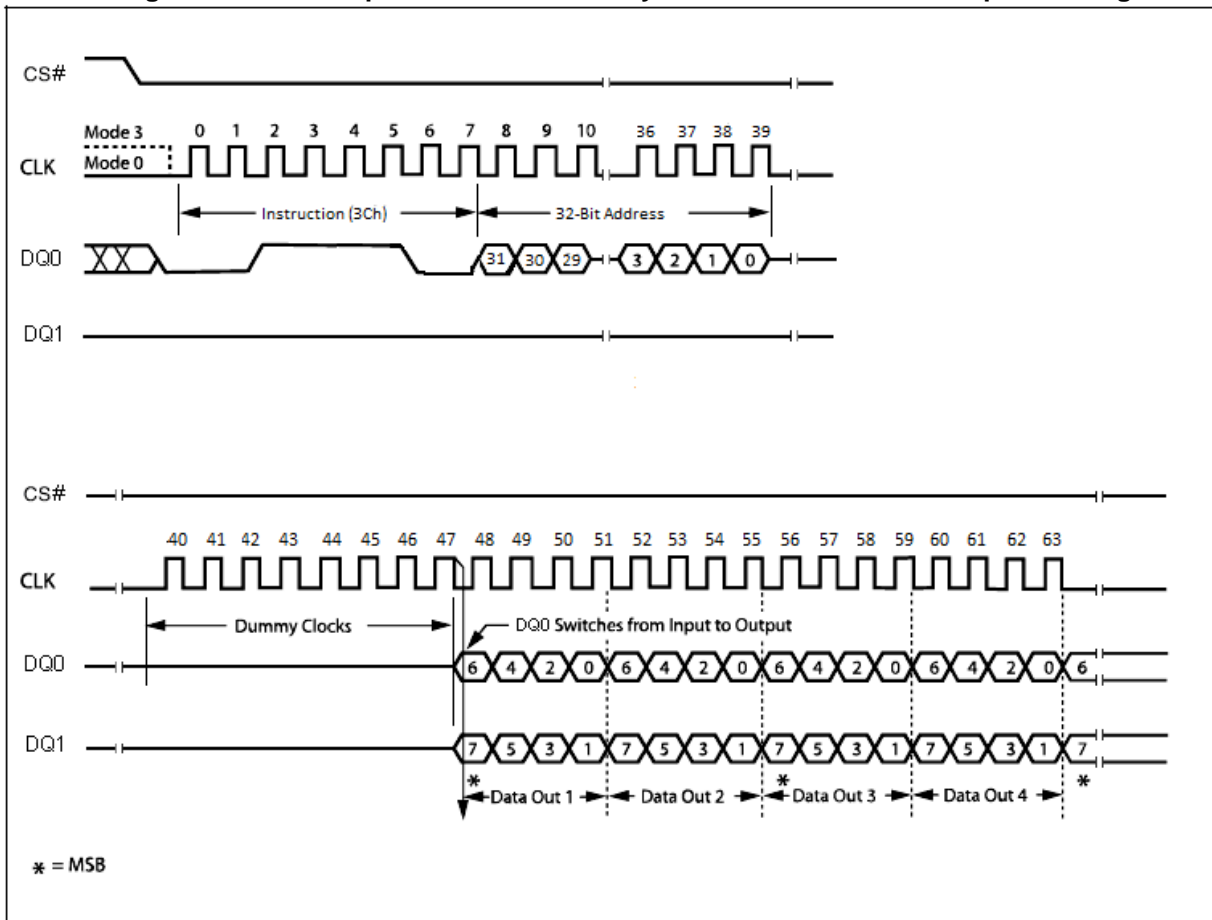 CS#
Mode 3
0 1 2 3 4 5 6 7 8 9 10 36 37 38 39
CLK
Mode 0
Instruction (3Ch)
32-Bit Address
DQ0
31 30 29 3 2 1 0
DQ1
CS#
40 41 42 43 44 45 46 47 48 49 50 51 52 53 54 55 56 57 58 59 60 61 62 63
CLK
Dummy Clocks
DQ0 Switches from Input to Output
DQ0
6 4 2 0 6 4 2 0 6 4 2 0 6 4 2 0 6
DQ1
7 5 3 1 7 5 3 1 7 5 3 1 7 5 3 1 7
* * *
Data Out 1 Data Out 2 Data Out 3 Data Out 4
* = MSB